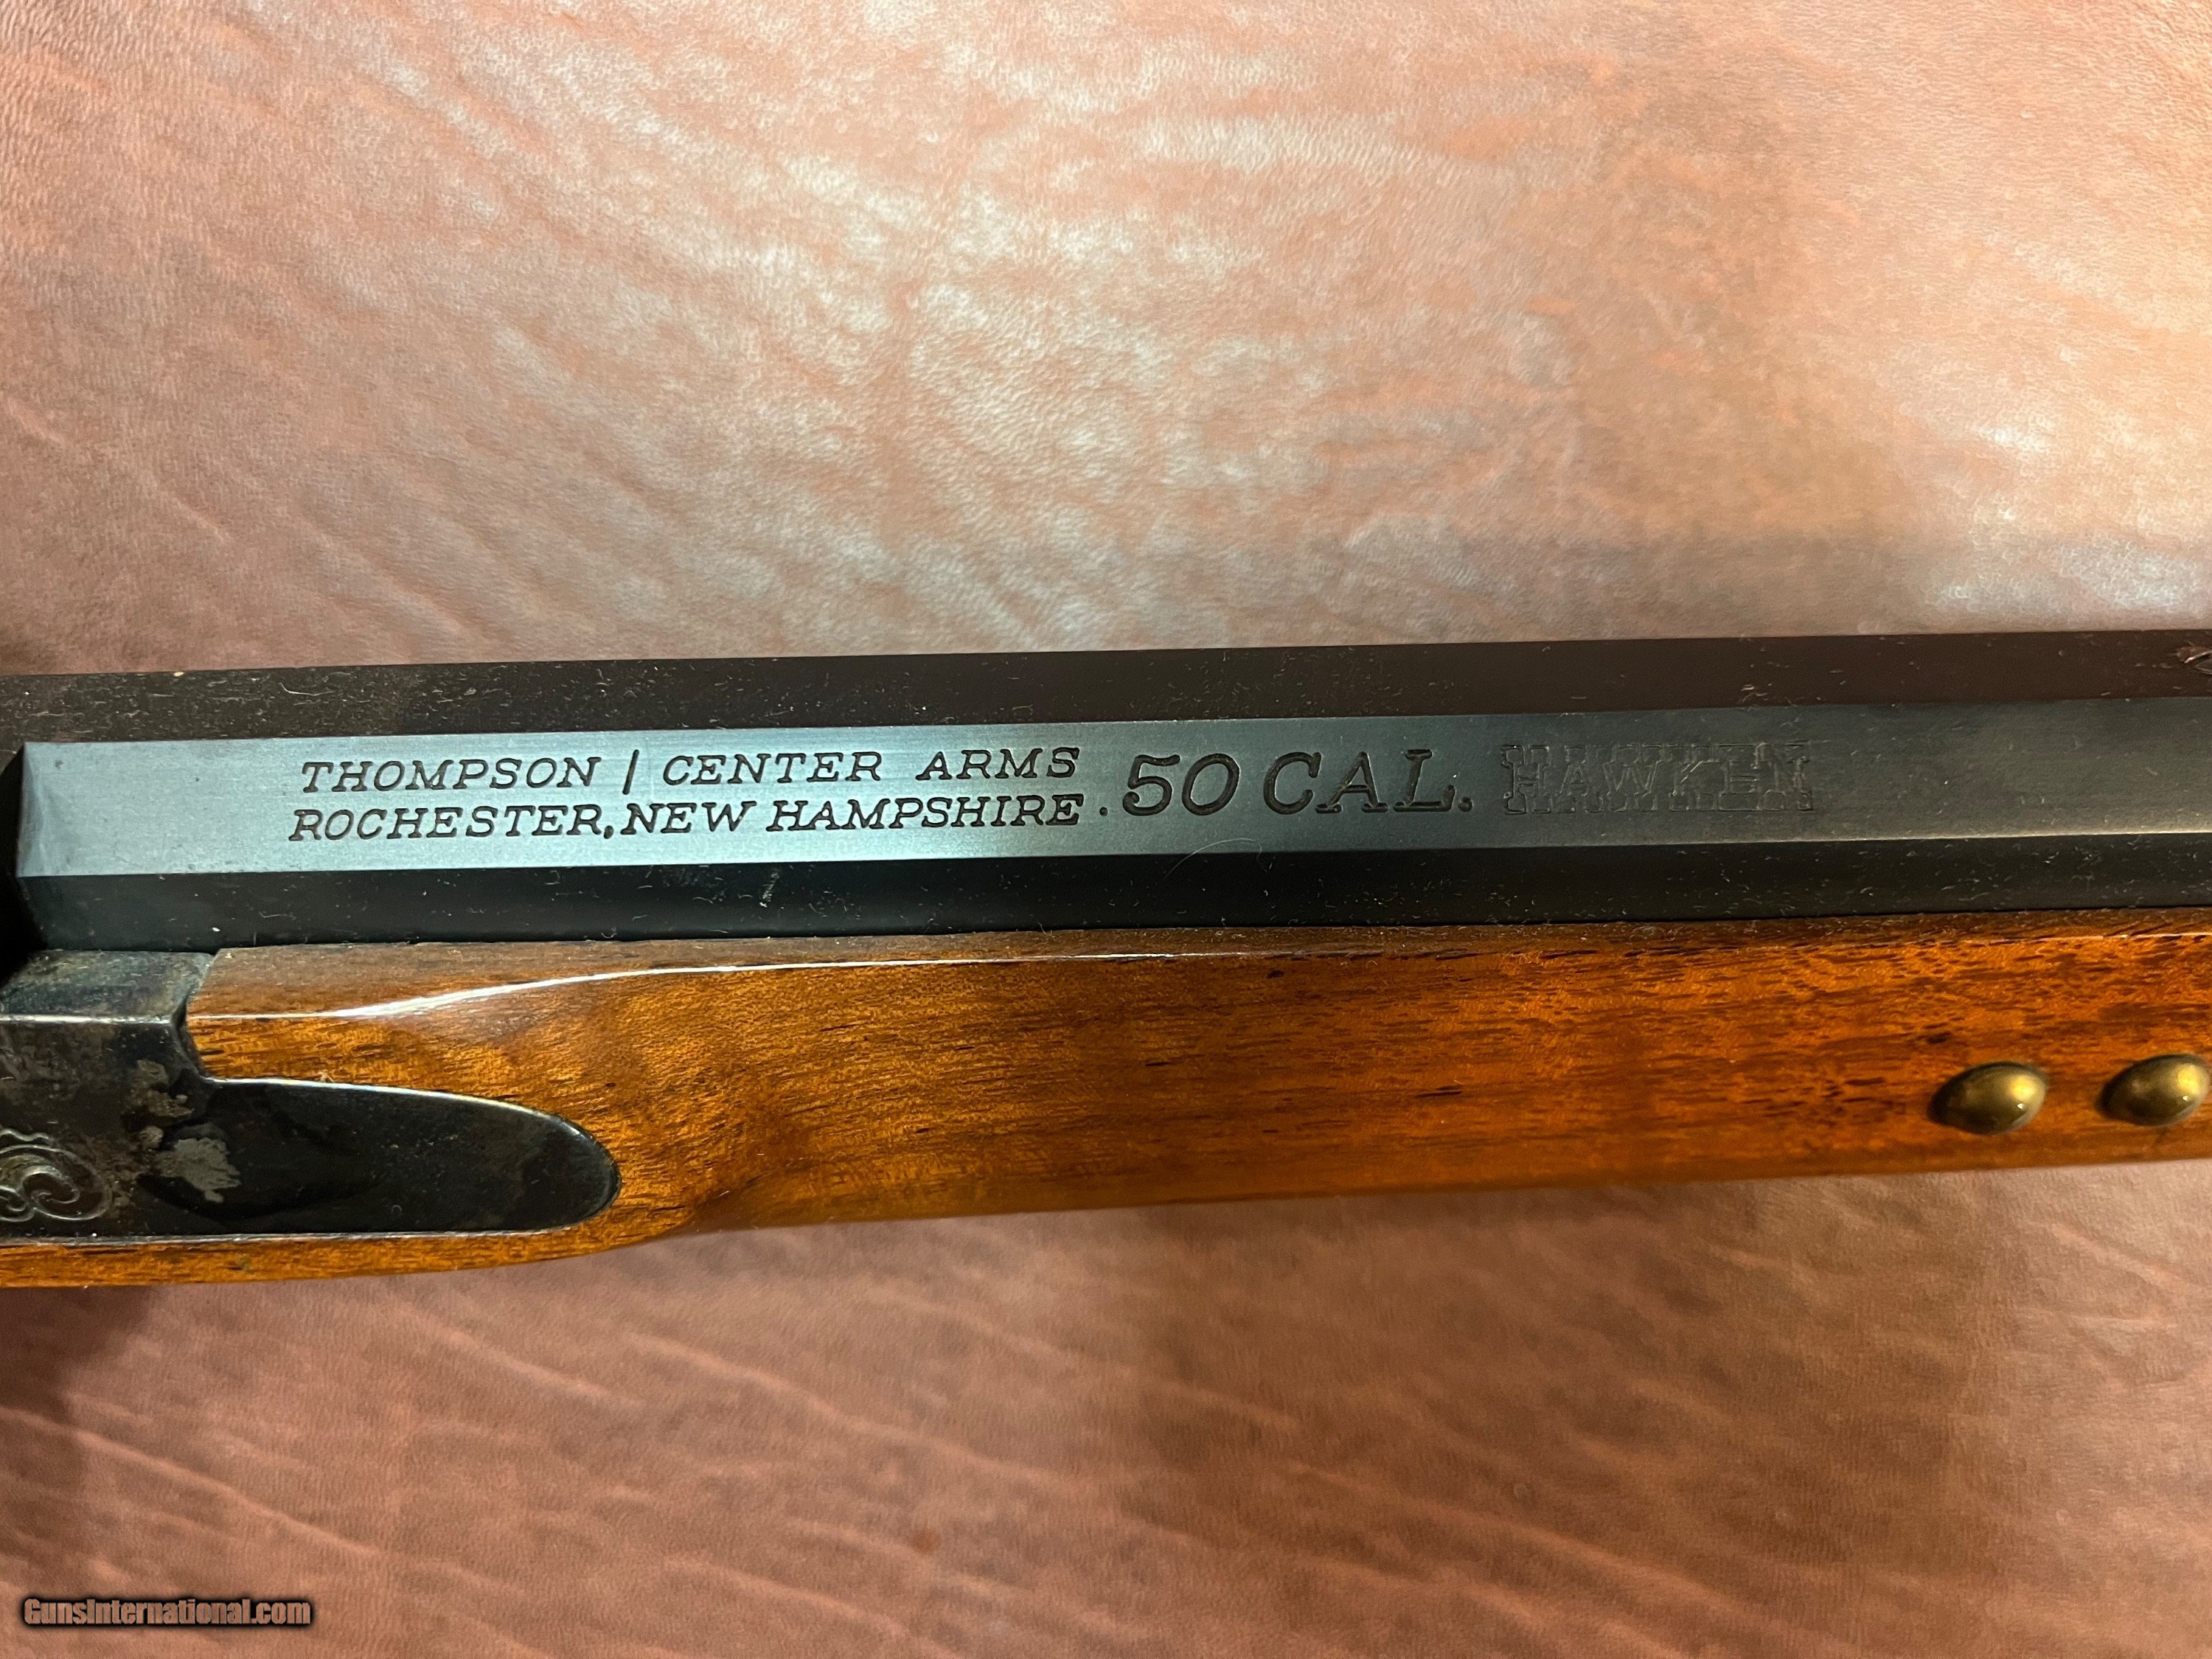 THOMPSON / CENTER ARMS
ROCHESTER, NEW HAMPSHIRE . .50 CAL. HAWKEN
GunsInternational.com